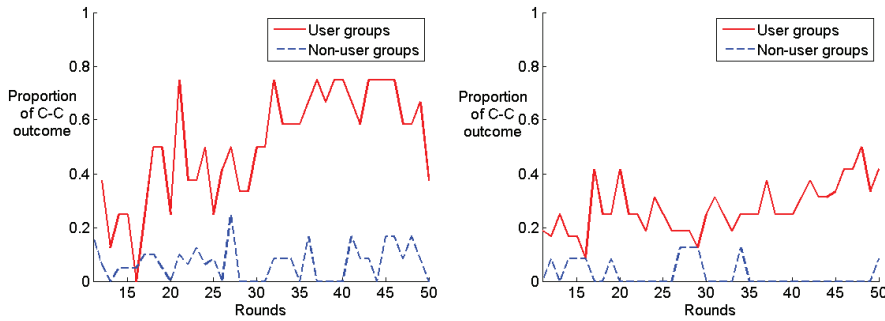 User groups
Non-user groups
1
0.8
0.6
0.4
0.2
0
Proportion
of C-C
outcome
15 20 25 30 35 40 45 50
Rounds
User groups
Non-user groups
1
0.8
0.6
0.4
0.2
0
Proportion
of C-C
outcome
15 20 25 30 35 40 45 50
Rounds